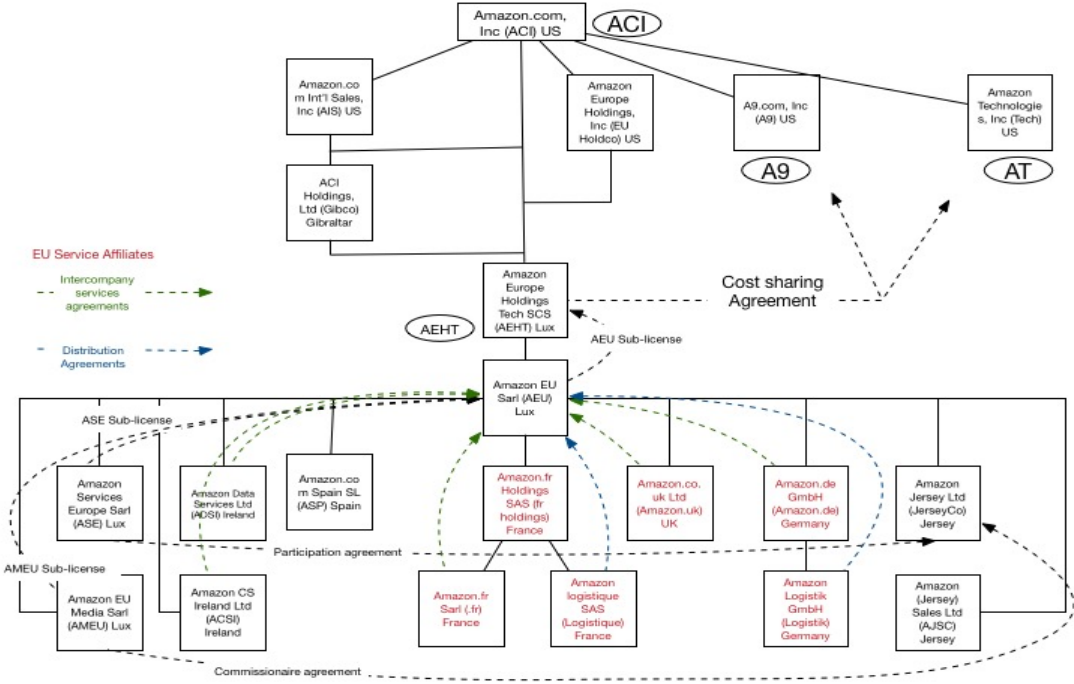 Amazon.com,
Inc (ACI) US
ACI
Amazon.co
m Int'l Sales,
Inc (AIS) US
Amazon
Europe
Holdings,
Inc (EU
Holdco) US
A9.com, Inc
(A9) US
Amazon
Technologie
s, Inc (Tech)
US
A9
AT
ACI
Holdings,
Ltd (Gibco)
Gibraltar
EU Service Affiliates
Intercompany
services
agreements
Distribution
Agreements
Amazon
Europe
Holdings
Tech SCS
(AEHT) Lux
AEHT
Cost sharing
Agreement
AEU Sub-license
Amazon EU
Sarl (AEU)
Lux
ASE Sub-license
Amazon
Services
Europe Sarl
(ASE) Lux
Amazon Data
Services Ltd
(ADSI) Ireland
Amazon.co
m Spain SL
(ASP) Spain
Amazon.fr
Holdings
SAS (fr
holdings)
France
Amazon.co.
uk Ltd
(Amazon.uk)
UK
Amazon.de
GmbH
(Amazon.de)
Germany
Amazon
Jersey Ltd
(JerseyCo)
Jersey
Participation agreement
AMEU Sub-license
Amazon EU
Media Sarl
(AMEU) Lux
Amazon CS
Ireland Ltd
(ACSI)
Ireland
Amazon.fr
Sarl (.fr)
France
Amazon
logistique
SAS
(Logistique)
France
Amazon
Logistik
GmbH
(Logistik)
Germany
Amazon
(Jersey)
Sales Ltd
(AJSC)
Jersey
Commissionaire agreement